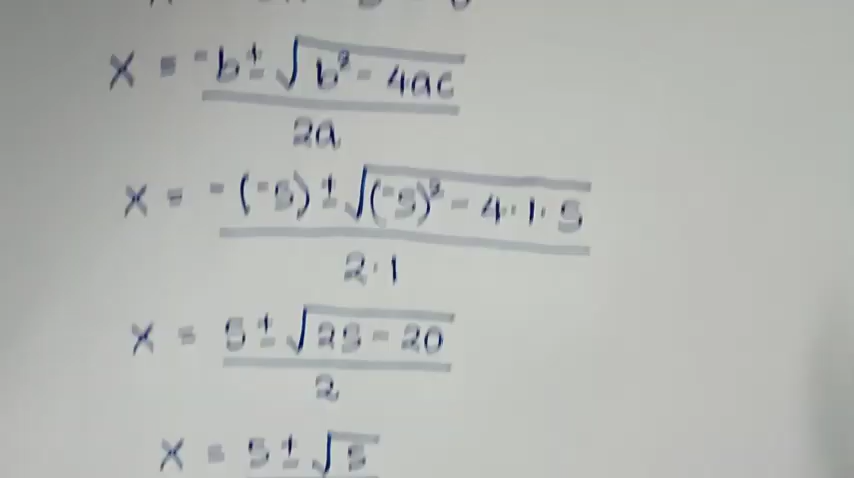 x = -b ± √(b² - 4ac) / 2a
x = -(-5) ± √((-5)² - 4·1·5) / 2·1
x = 5 ± √(25 - 20) / 2
x = 5 ± √5